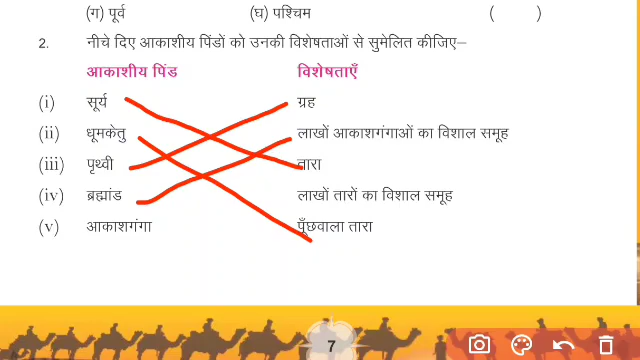 (ग) पूर्व (घ) पश्चिम ( )
2. नीचे दिए आकाशीय पिंडों को उनकी विशेषताओं से सुमेलित कीजिए–
आकाशीय पिंड विशेषताएँ
(i) सूर्य ग्रह
(ii) धूमकेतु लाखों आकाशगंगाओं का विशाल समूह
(iii) पृथ्वी तारा
(iv) ब्रह्मांड लाखों तारों का विशाल समूह
(v) आकाशगंगा पूँछवाला तारा
7